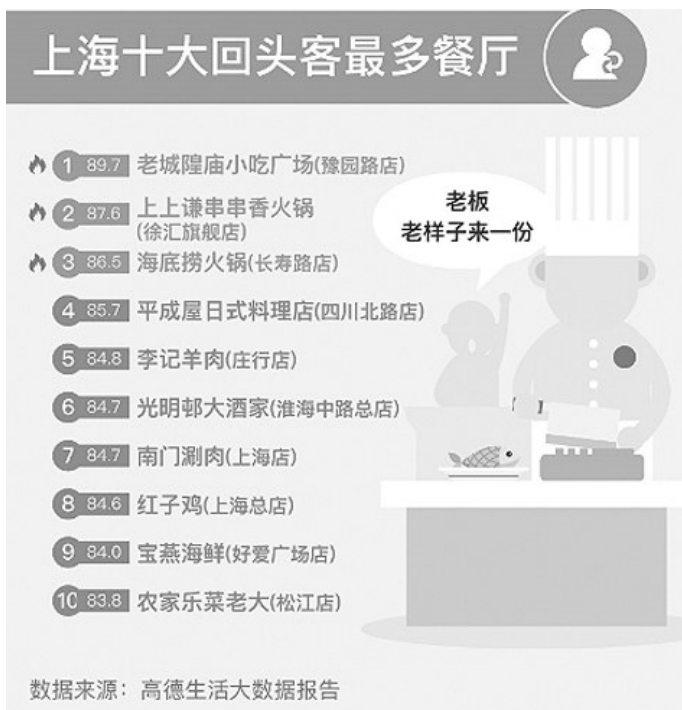 上海十大回头客最多餐厅
1 89.7 老城隍庙小吃广场(豫园路店)
2 87.6 上上谦串串香火锅
(徐汇旗舰店)
3 86.5 海底捞火锅(长寿路店)
4 85.7 平成屋日式料理店(四川北路店)
5 84.8 李记羊肉(庄行店)
6 84.7 光明邨大酒家(淮海中路总店)
7 84.7 南门涮肉(上海店)
8 84.6 红子鸡(上海总店)
9 84.0 宝燕海鲜(好爱广场店)
10 83.8 农家乐菜老大(松江店)
老板
老样子来一份
数据来源：高德生活大数据报告